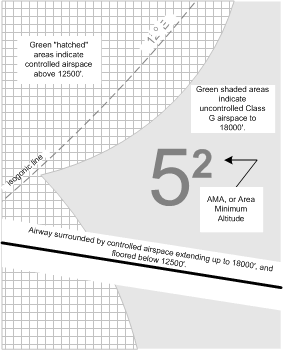 12°E
Green "hatched"
areas indicate
controlled airspace
above 12500'.
Green shaded areas
indicate
uncontrolled Class
G airspace to
18000'.
Isogonic line
5²
AMA, or Area
Minimum
Altitude
Airway surrounded by controlled airspace extending up to 18000', and
floored below 12500'.